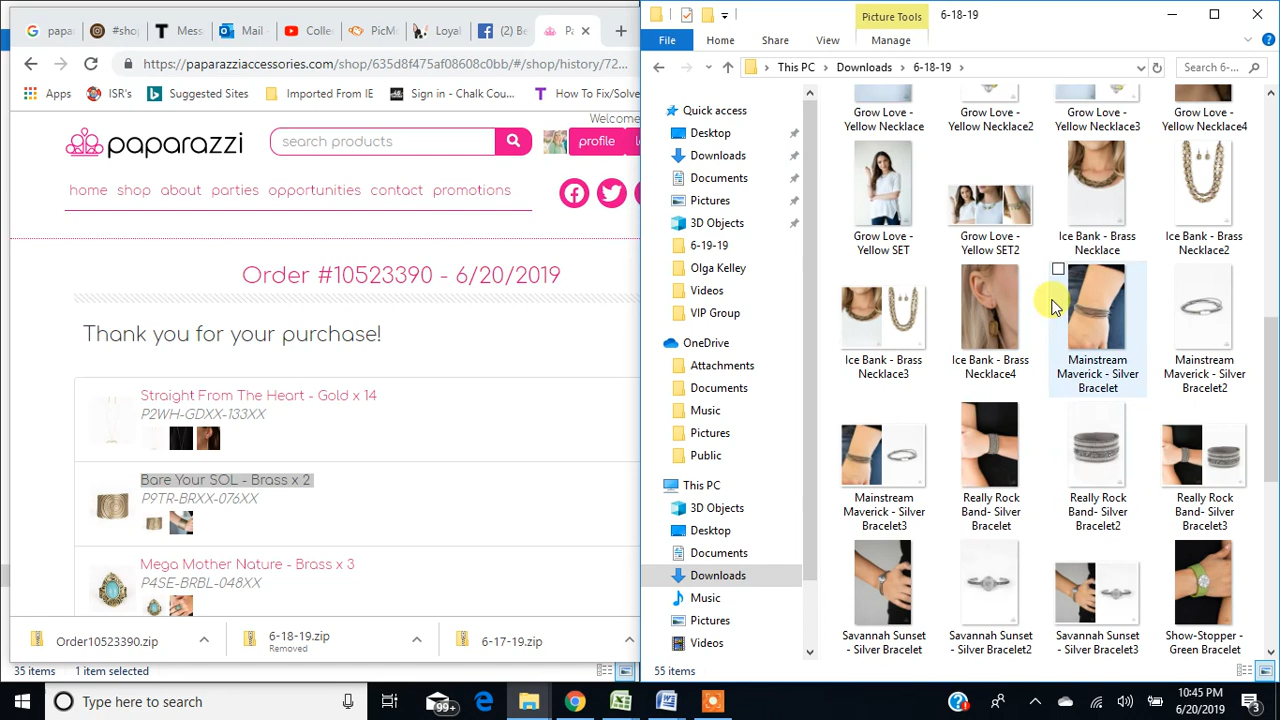 papa
#sho
Mess
Mail -
Colle
PicM
Loyal
(2) Be
Pa
Picture Tools
6-18-19
File
Home
Share
View
Manage
https://paparazziaccessories.com/shop/635d8f475af08608c0bb/#/shop/history/72...
This PC
Downloads
6-18-19
Search 6-...
Apps
ISR's
Suggested Sites
Imported From IE
Sign in - Chalk Cou...
How To Fix/Solve
Welcome
paparazzi
search products
profile
home
shop
about
parties
opportunities
contact
promotions
Order #10523390 - 6/20/2019
Thank you for your purchase!
Straight From The Heart - Gold x 14
P2WH-GDXX-133XX
Bare Your SOL - Brass x 2
P9TR-BRXX-076XX
Mega Mother Nature - Brass x 3
P4SE-BRBL-048XX
Order10523390.zip
6-18-19.zip
Removed
6-17-19.zip
35 items
1 item selected
Quick access
Desktop
Downloads
Documents
Pictures
3D Objects
6-19-19
Olga Kelley
Videos
VIP Group
OneDrive
Attachments
Documents
Music
Pictures
Public
This PC
3D Objects
Desktop
Documents
Downloads
Music
Pictures
Videos
Grow Love -
Yellow Necklace
Grow Love -
Yellow Necklace2
Grow Love -
Yellow Necklace3
Grow Love -
Yellow Necklace4
Grow Love -
Yellow SET
Grow Love -
Yellow SET2
Ice Bank - Brass
Necklace
Ice Bank - Brass
Necklace2
Ice Bank - Brass
Necklace3
Ice Bank - Brass
Necklace4
Mainstream
Maverick - Silver
Bracelet
Mainstream
Maverick - Silver
Bracelet2
Mainstream
Maverick - Silver
Bracelet3
Really Rock
Band- Silver
Bracelet
Really Rock
Band- Silver
Bracelet2
Really Rock
Band- Silver
Bracelet3
Savannah Sunset
- Silver Bracelet
Savannah Sunset
- Silver Bracelet2
Savannah Sunset
- Silver Bracelet3
Show-Stopper -
Green Bracelet
55 items
Type here to search
99+
10:45 PM
6/20/2019
3